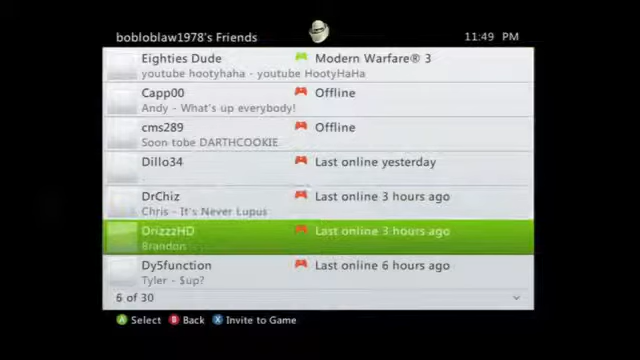 bobloblaw1978's Friends 11:49 PM
Eighties Dude Modern Warfare® 3
youtube hootyhaha - youtube HootyHaHa
Capp00 Offline
Andy - What's up everybody!
cms289 Offline
Soon tobe DARTHCOOKIE
Dillo34 Last online yesterday
.
DrChiz Last online 3 hours ago
Chris - It's Never Lupus
DrizzzHD Last online 3 hours ago
Brandon
Dy5function Last online 6 hours ago
Tyler - $up?
6 of 30
A Select B Back X Invite to Game